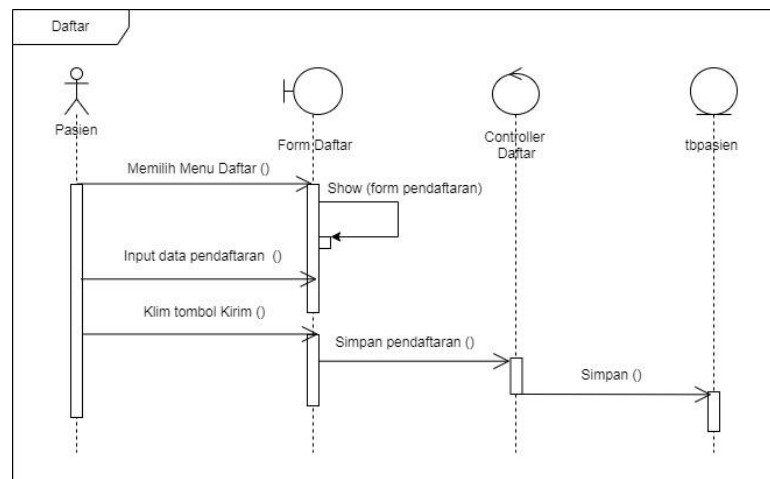 Daftar
Pasien
Form Daftar
Controller
Daftar
tbpasien
Memilih Menu Daftar ()
Show (form pendaftaran)
Input data pendaftaran ()
Klim tombol Kirim ()
Simpan pendaftaran ()
Simpan ()